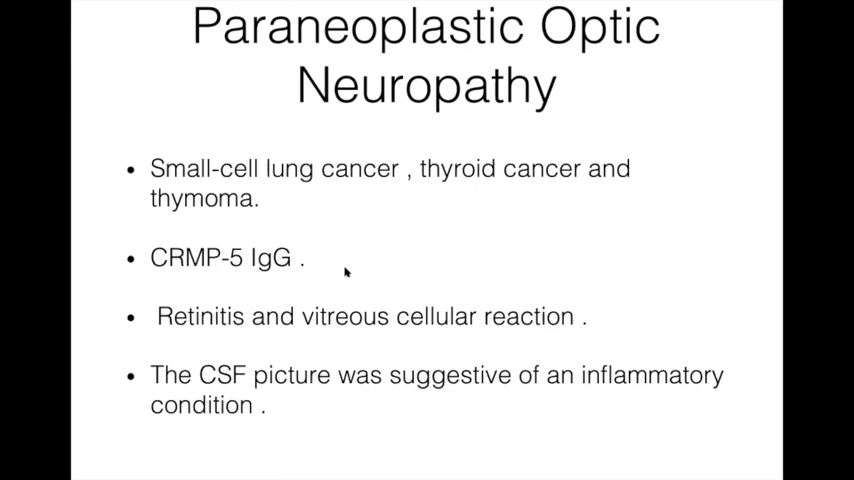 Paraneoplastic Optic
Neuropathy
• Small-cell lung cancer , thyroid cancer and
thymoma.
• CRMP-5 IgG .
• Retinitis and vitreous cellular reaction .
• The CSF picture was suggestive of an inflammatory
condition .